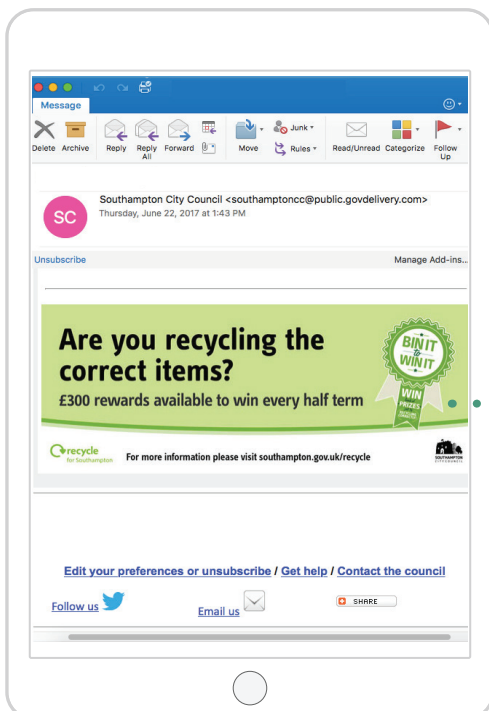 Message
Delete Archive Reply Reply All Forward Move Junk Rules Read/Unread Categorize Follow Up
SC
Southampton City Council <southamptoncc@public.govdelivery.com>
Thursday, June 22, 2017 at 1:43 PM
Unsubscribe Manage Add-ins...
Are you recycling the
correct items?
£300 rewards available to win every half term
BIN IT
to
WIN IT
WIN
PRIZES
recycle
for Southampton
For more information please visit southampton.gov.uk/recycle
SOUTHAMPTON
CITY COUNCIL
Edit your preferences or unsubscribe / Get help / Contact the council
Follow us Email us SHARE